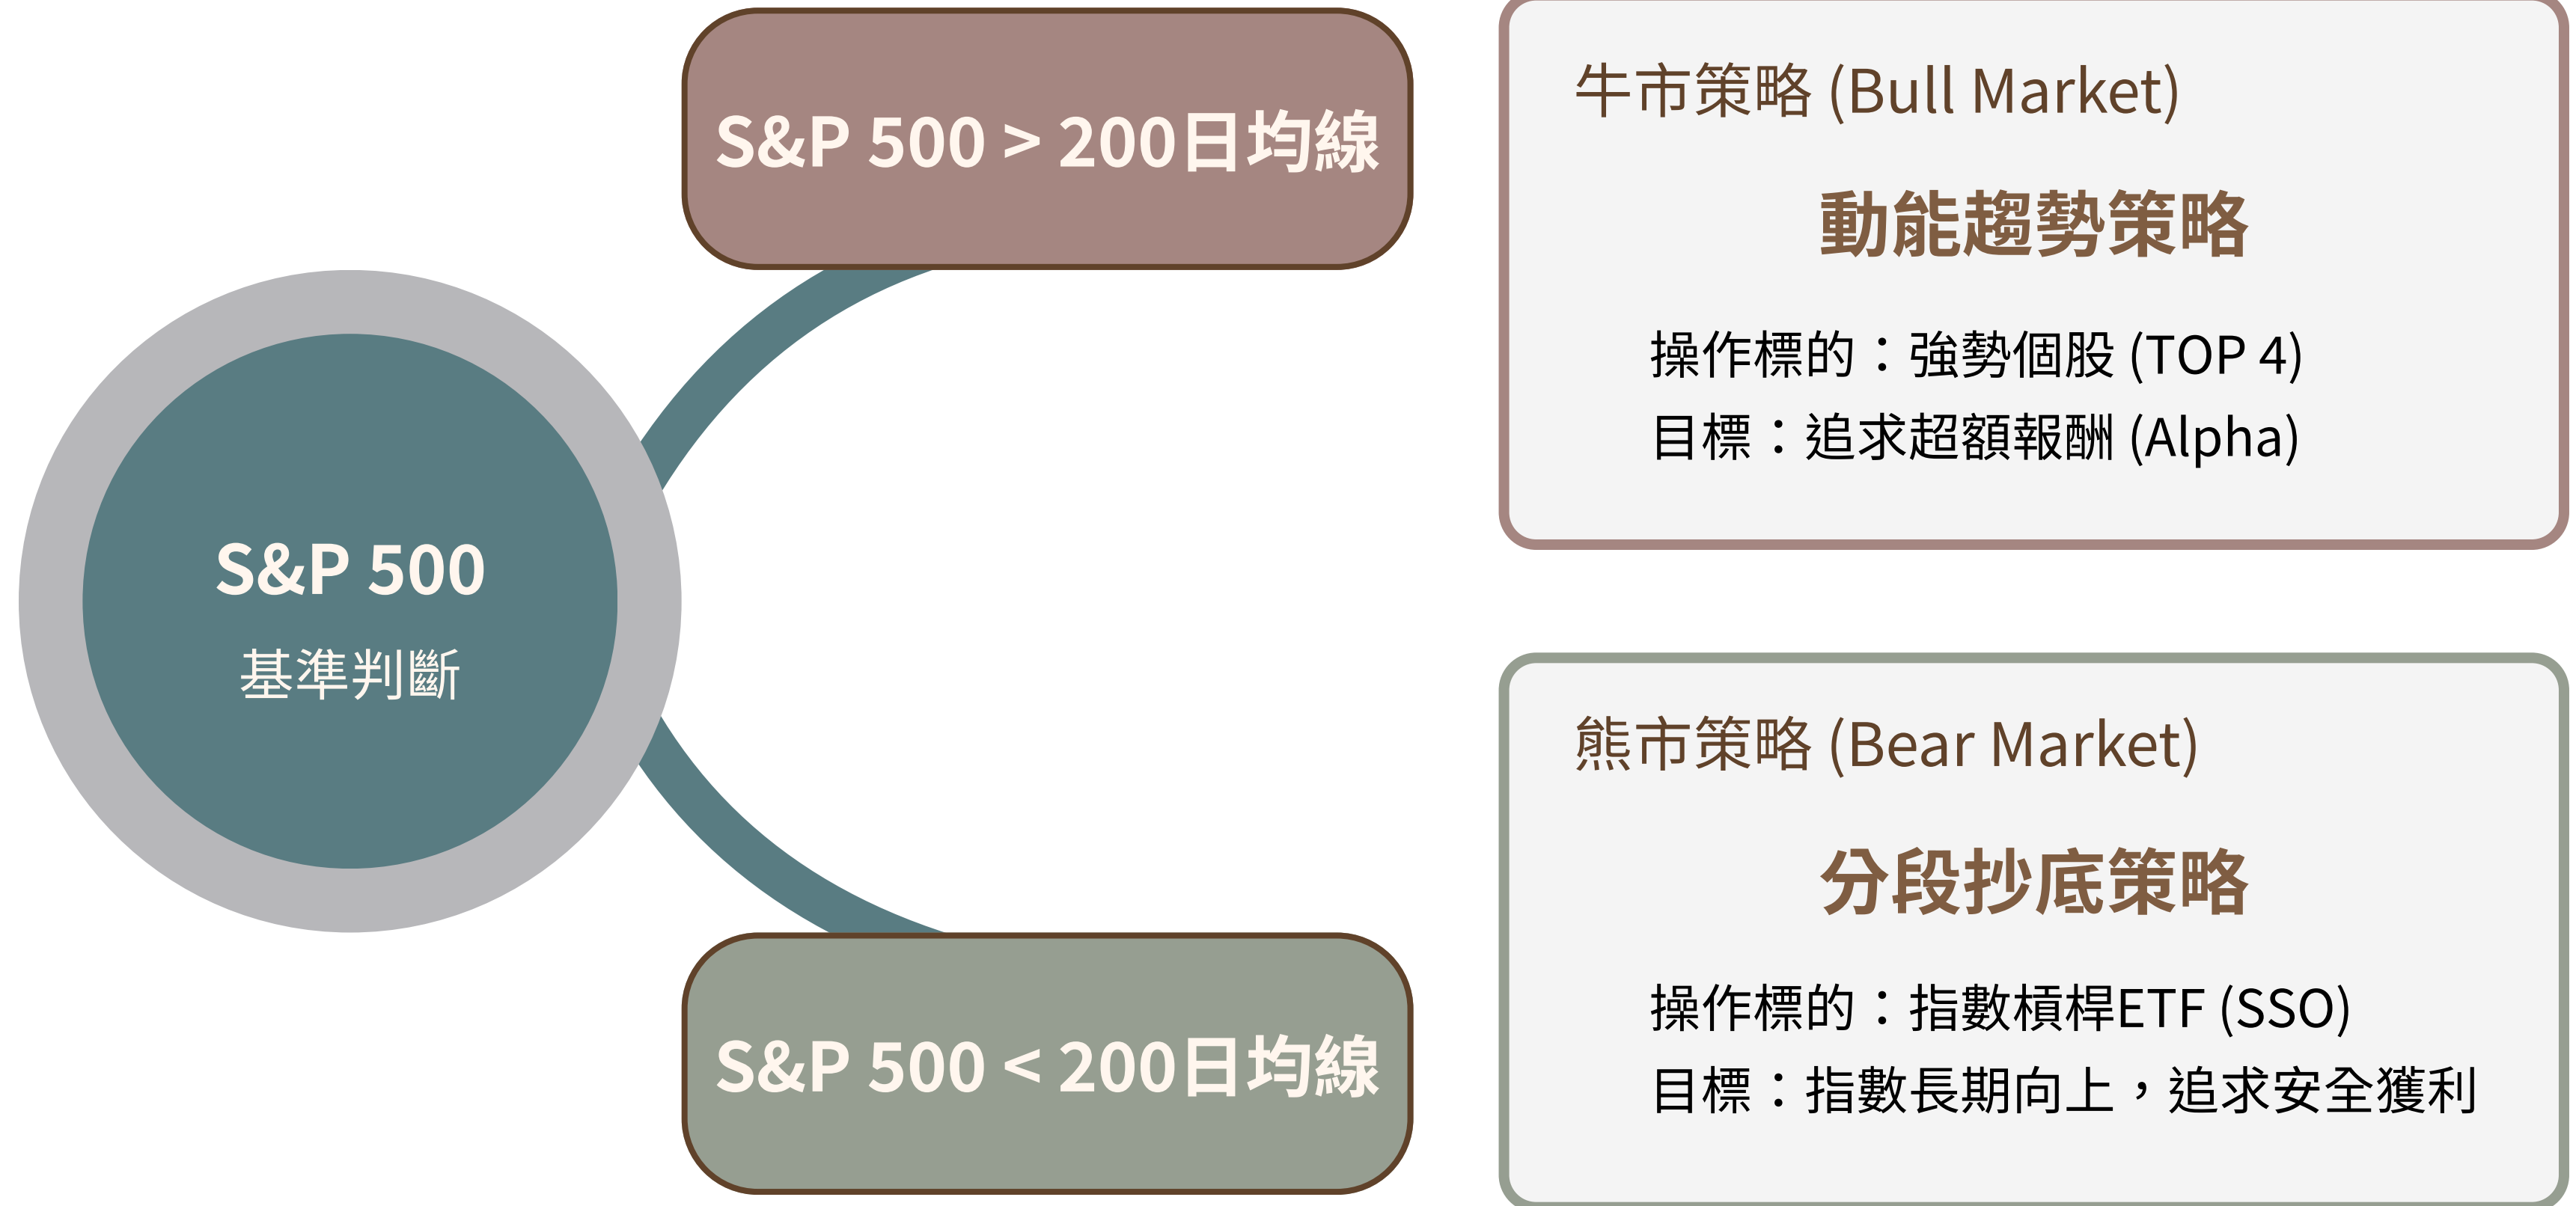 S&P 500
基準判斷
S&P 500 > 200日均線
牛市策略 (Bull Market)
動能趨勢策略
操作標的：強勢個股 (TOP 4)
目標：追求超額報酬 (Alpha)
S&P 500 < 200日均線
熊市策略 (Bear Market)
分段抄底策略
操作標的：指數槓桿ETF (SSO)
目標：指數長期向上，追求安全獲利